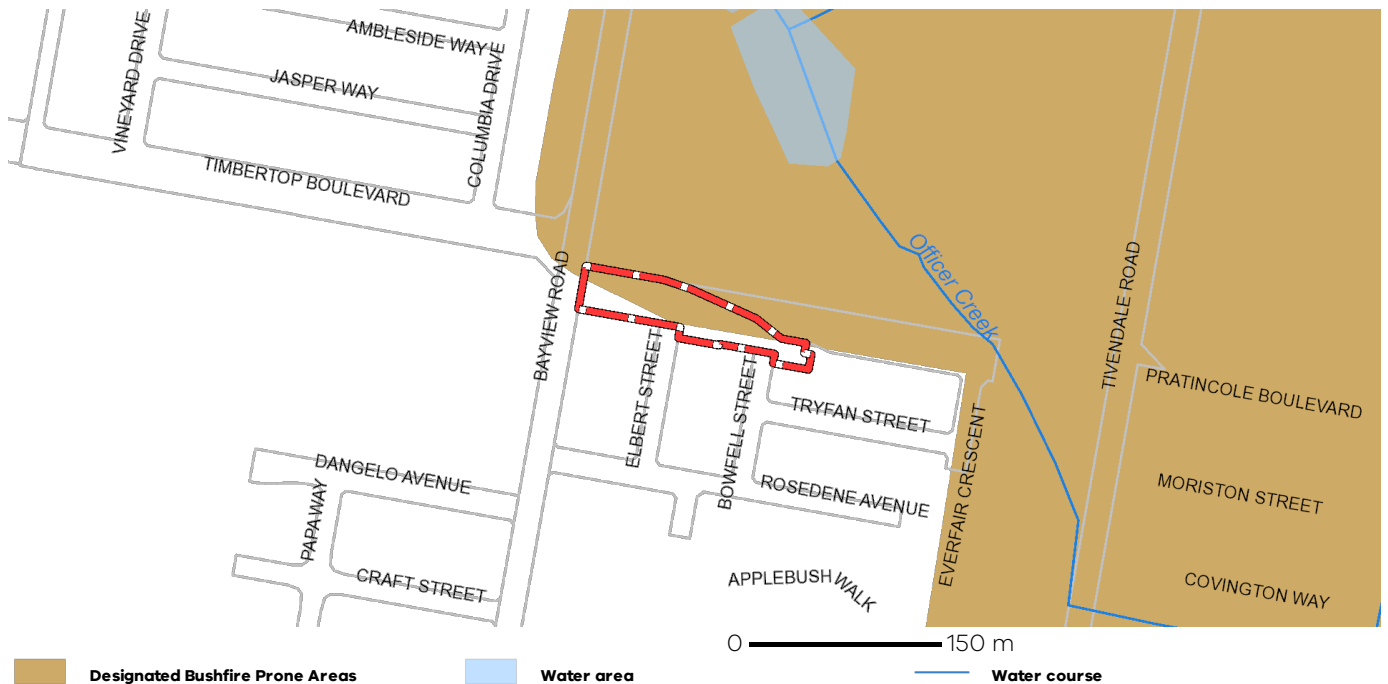 AMBLESIDE WAY
VINEYARD DRIVE
JASPER WAY
COLUMBIA DRIVE
TIMBERTOP BOULEVARD
Officer Creek
BAYVIEW ROAD
TIVENDALE ROAD
ELBERT STREET
BOWFELL STREET
PRATINCOLE BOULEVARD
TRYFAN STREET
EVERFAIR CRESCENT
DANGELO AVENUE
ROSEDENE AVENUE
MORISTON STREET
PAPA WAY
CRAFT STREET
APPLEBUSH WALK
COVINGTON WAY
0 150 m
Designated Bushfire Prone Areas
Water area
Water course